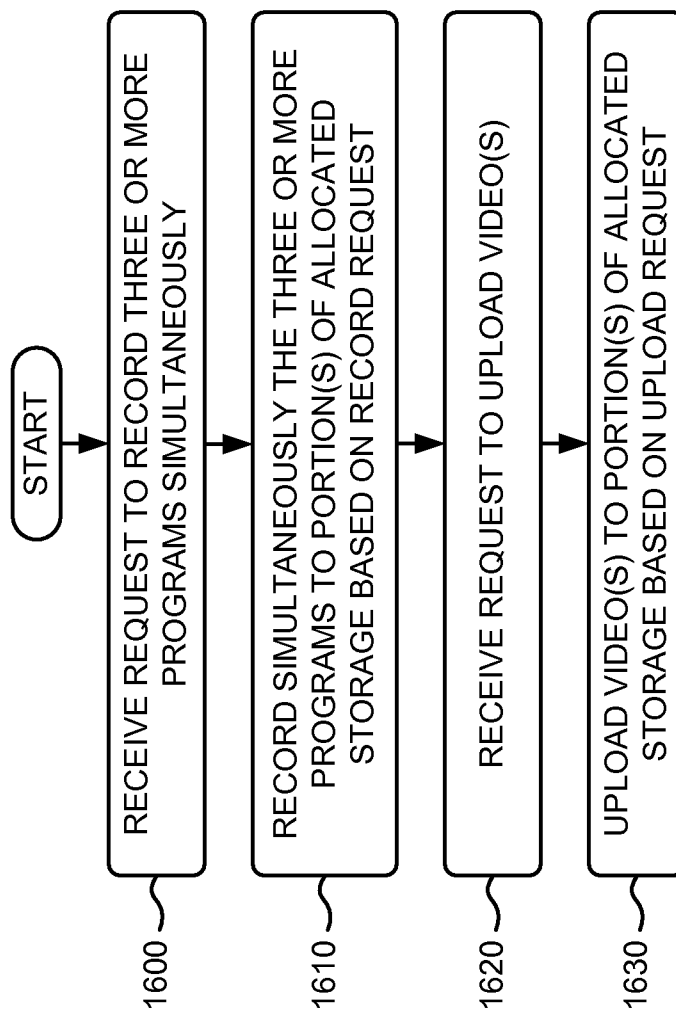 START
RECEIVE REQUEST TO RECORD THREE OR MORE
PROGRAMS SIMULTANEOUSLY
1600
RECORD SIMULTANEOUSLY THE THREE OR MORE
PROGRAMS TO PORTION(S) OF ALLOCATED
STORAGE BASED ON RECORD REQUEST
1610
RECEIVE REQUEST TO UPLOAD VIDEO(S)
1620
UPLOAD VIDEO(S) TO PORTION(S) OF ALLOCATED
STORAGE BASED ON UPLOAD REQUEST
1630